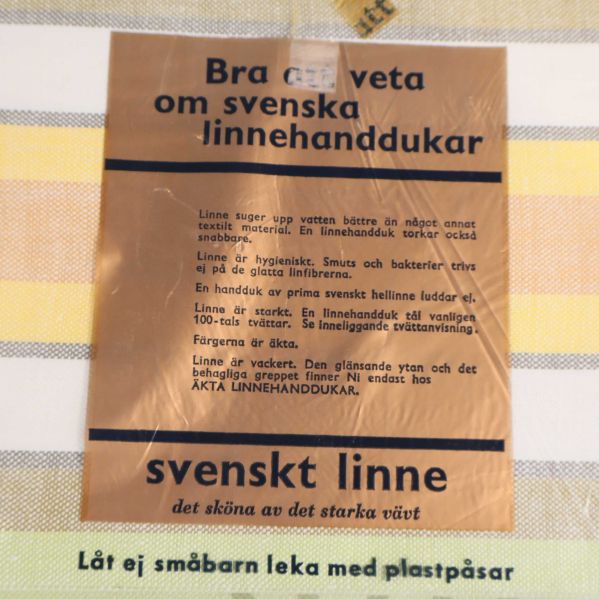 Bra att veta
om svenska
linnehanddukar
Linne suger upp vatten bättre än något annat
textilt material. En linnehandduk torkar också
snabbare.
Linne är hygieniskt. Smuts och bakterier trivs
ej på de glatta linfibrerna.
En handduk av prima svenskt hellinne luddar ej.
Linne är starkt. En linnehandduk tål vanligen
100-tals tvättar. Se inneliggande tvättanvisning.
Färgerna är äkta.
Linne är vackert. Den glänsande ytan och det
behagliga greppet finner Ni endast hos
ÄKTA LINNEHANDDUKAR.
svenskt linne
det sköna av det starka vävt
Låt ej småbarn leka med plastpåsar